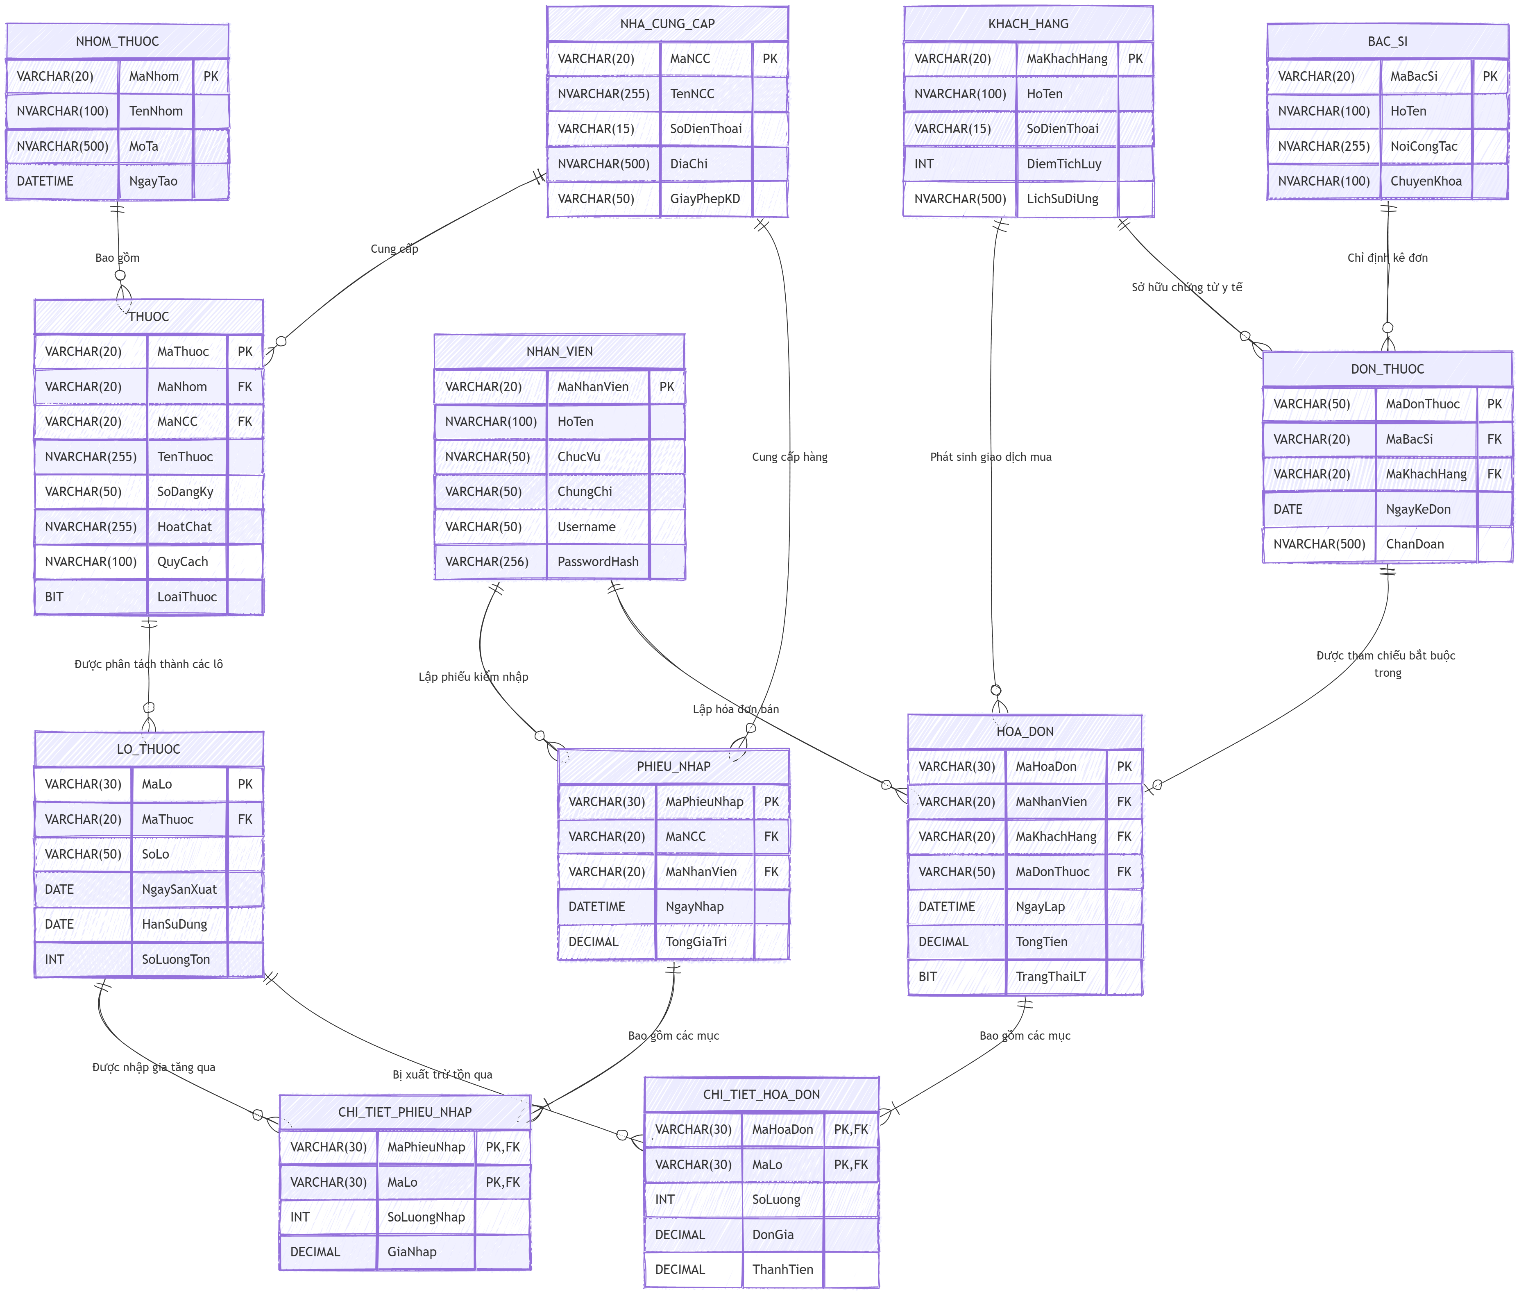 NHOM_THUOC
VARCHAR(20) MaNhom PK
NVARCHAR(100) TenNhom
NVARCHAR(500) MoTa
DATETIME NgayTao
NHA_CUNG_CAP
VARCHAR(20) MaNCC PK
NVARCHAR(255) TenNCC
VARCHAR(15) SoDienThoai
NVARCHAR(500) DiaChi
VARCHAR(50) GiayPhepKD
KHACH_HANG
VARCHAR(20) MaKhachHang PK
NVARCHAR(100) HoTen
VARCHAR(15) SoDienThoai
INT DiemTichLuy
NVARCHAR(500) LichSuDiUng
BAC_SI
VARCHAR(20) MaBacSi PK
NVARCHAR(100) HoTen
NVARCHAR(255) NoiCongTac
NVARCHAR(100) ChuyenKhoa
Bao gồm
Cung cấp
Sở hữu chứng từ y tế
Chỉ định kê đơn
THUOC
VARCHAR(20) MaThuoc PK
VARCHAR(20) MaNhom FK
VARCHAR(20) MaNCC FK
NVARCHAR(255) TenThuoc
VARCHAR(50) SoDangKy
NVARCHAR(255) HoatChat
NVARCHAR(100) QuyCach
BIT LoaiThuoc
NHAN_VIEN
VARCHAR(20) MaNhanVien PK
NVARCHAR(100) HoTen
NVARCHAR(50) ChucVu
VARCHAR(50) ChungChi
VARCHAR(50) Username
VARCHAR(256) PasswordHash
Cung cấp hàng
Phát sinh giao dịch mua
DON_THUOC
VARCHAR(50) MaDonThuoc PK
VARCHAR(20) MaBacSi FK
VARCHAR(20) MaKhachHang FK
DATE NgayKeDon
NVARCHAR(500) ChanDoan
Được phân tách thành các lô
Lập phiếu kiểm nhập
Lập hóa đơn bán
Được tham chiếu bắt buộc
trong
LO_THUOC
VARCHAR(30) MaLo PK
VARCHAR(20) MaThuoc FK
VARCHAR(50) SoLo
DATE NgaySanXuat
DATE HanSuDung
INT SoLuongTon
PHIEU_NHAP
VARCHAR(30) MaPhieuNhap PK
VARCHAR(20) MaNCC FK
VARCHAR(20) MaNhanVien FK
DATETIME NgayNhap
DECIMAL TongGiaTri
HOA_DON
VARCHAR(30) MaHoaDon PK
VARCHAR(20) MaNhanVien FK
VARCHAR(20) MaKhachHang FK
VARCHAR(50) MaDonThuoc FK
DATETIME NgayLap
DECIMAL TongTien
BIT TrangThaiLT
Được nhập gia tăng qua
Bị xuất trừ tồn qua
Bao gồm các mục
Bao gồm các mục
CHI_TIET_PHIEU_NHAP
VARCHAR(30) MaPhieuNhap PK,FK
VARCHAR(30) MaLo PK,FK
INT SoLuongNhap
DECIMAL GiaNhap
CHI_TIET_HOA_DON
VARCHAR(30) MaHoaDon PK,FK
VARCHAR(30) MaLo PK,FK
INT SoLuong
DECIMAL DonGia
DECIMAL ThanhTien